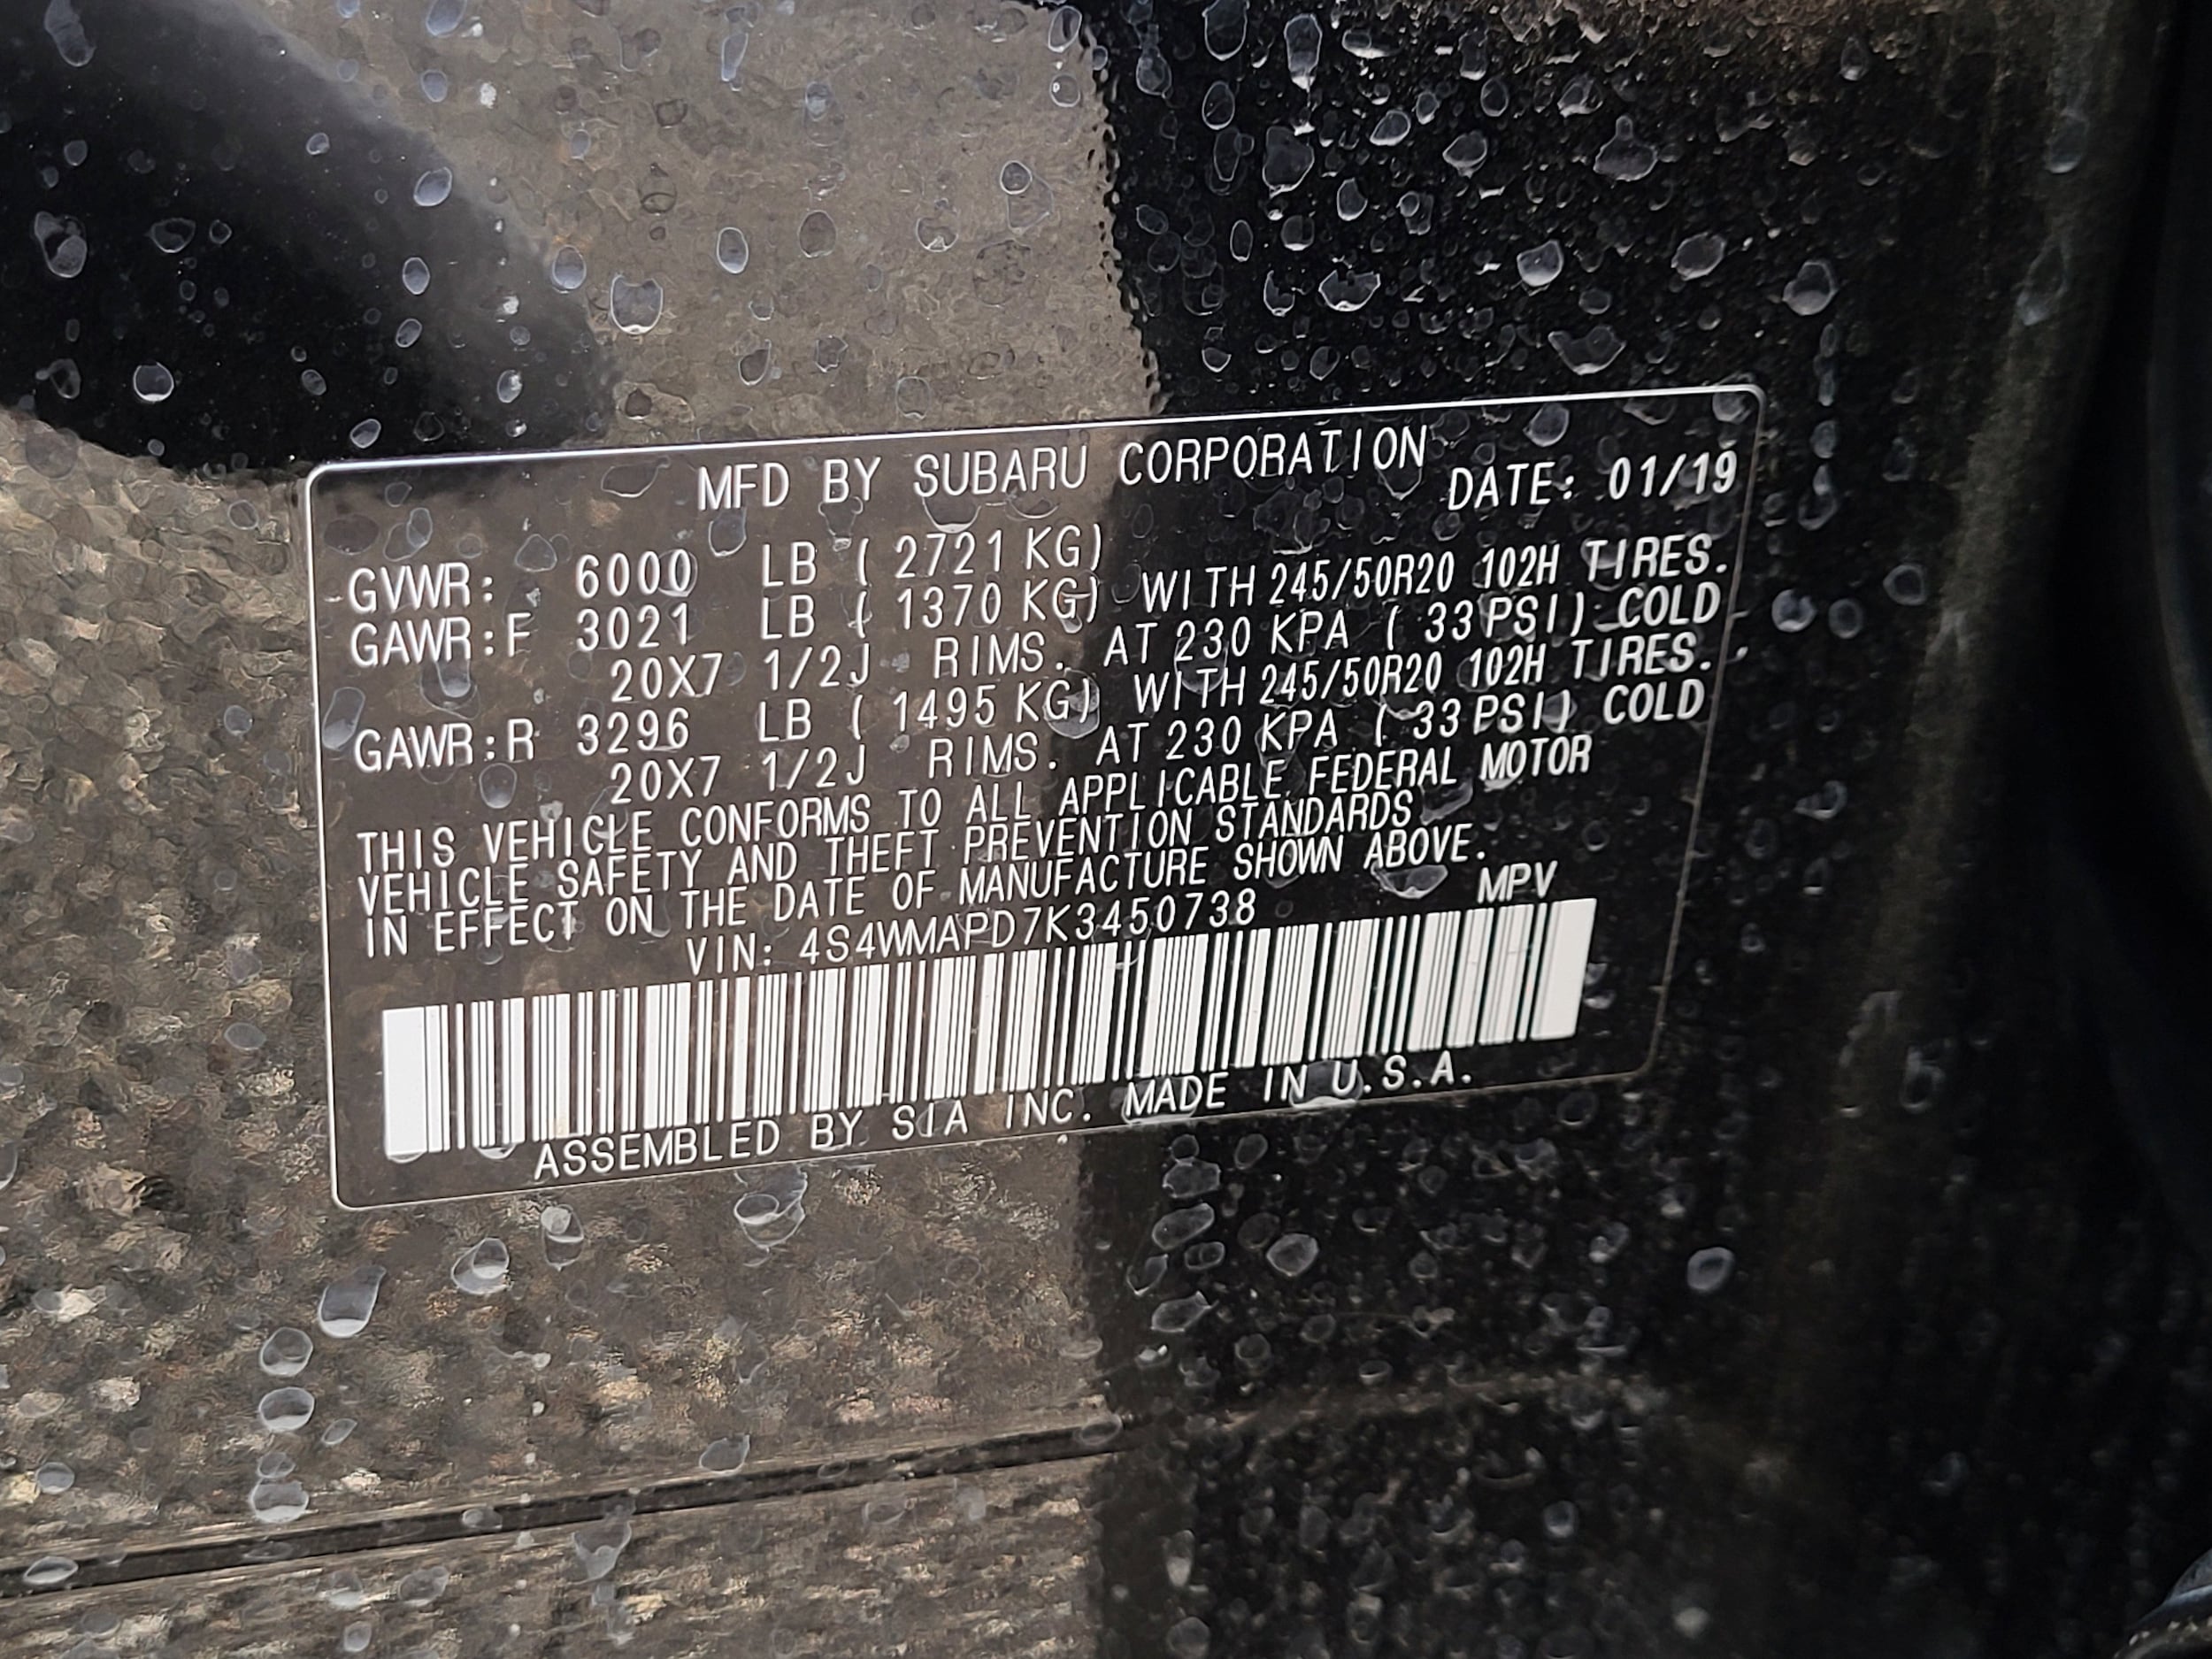 MFD BY SUBARU CORPORATION
DATE: 01/19
GVWR: 6000 LB ( 2721 KG)
GAWR:F 3021 LB ( 1370 KG) WITH 245/50R20 102H TIRES.
20X7 1/2J RIMS. AT 230 KPA ( 33 PSI) COLD
GAWR:R 3296 LB ( 1495 KG) WITH 245/50R20 102H TIRES.
20X7 1/2J RIMS. AT 230 KPA ( 33 PSI) COLD
THIS VEHICLE CONFORMS TO ALL APPLICABLE FEDERAL MOTOR
VEHICLE SAFETY AND THEFT PREVENTION STANDARDS
IN EFFECT ON THE DATE OF MANUFACTURE SHOWN ABOVE.
VIN: 4S4WMAPD7K3450738 MPV
ASSEMBLED BY SIA INC. MADE IN U.S.A.